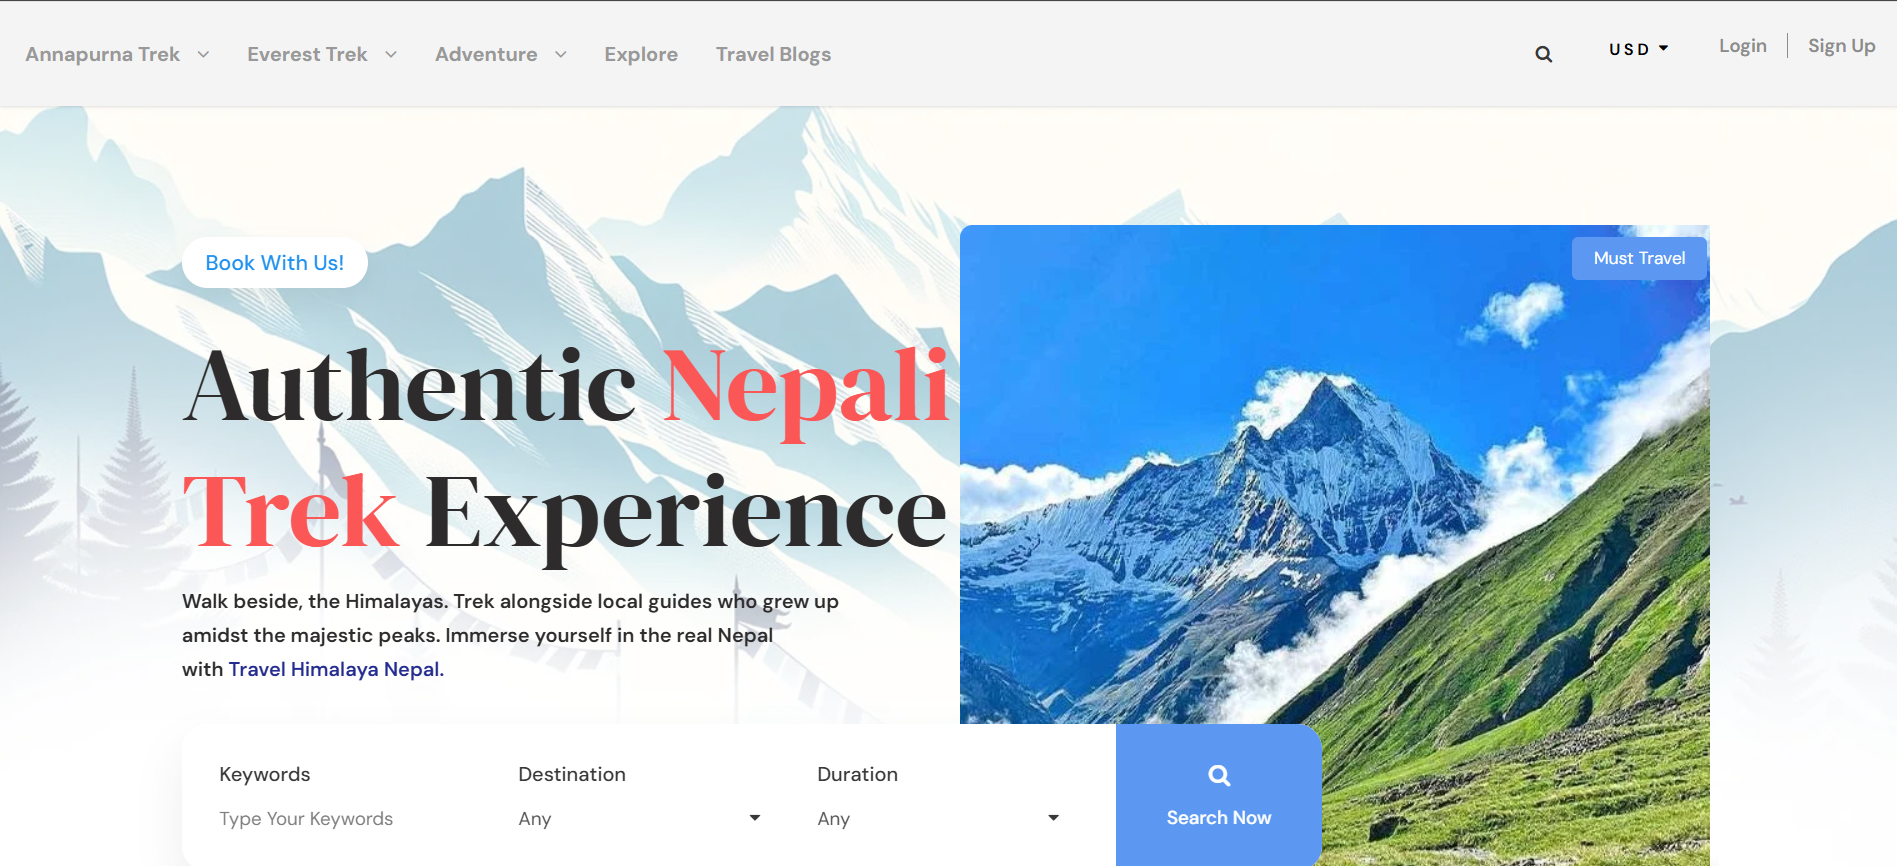 Annapurna Trek Everest Trek Adventure Explore Travel Blogs USD Login Sign Up
Book With Us!
Must Travel
Authentic Nepali
Trek Experience
Walk beside, the Himalayas. Trek alongside local guides who grew up
amidst the majestic peaks. Immerse yourself in the real Nepal
with Travel Himalaya Nepal.
Keywords Destination Duration
Type Your Keywords Any Any Search Now